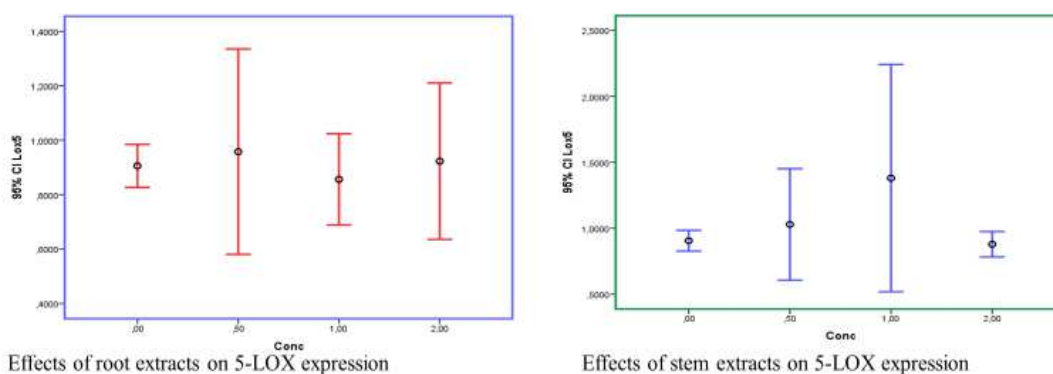 1,4000
1,2000
1,0000
,8000
,6000
,4000
95% CI Lox5
,00 ,50 1,00 2,00
Conc
Effects of root extracts on 5-LOX expression
2,5000
2,0000
1,5000
1,0000
,5000
95% CI Lox5
,00 ,50 1,00 2,00
Conc
Effects of stem extracts on 5-LOX expression